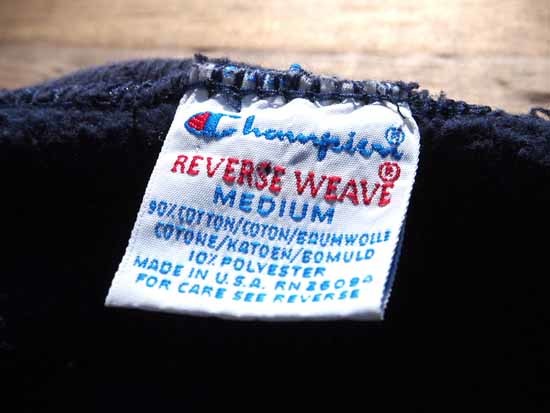 Champion®
REVERSE WEAVE®
MEDIUM
90% COTTON/COTON/BAUMWOLLE
COTONE/KATOEN/BOMULD
10% POLYESTER
MADE IN U.S.A. RN 26094
FOR CARE SEE REVERSE